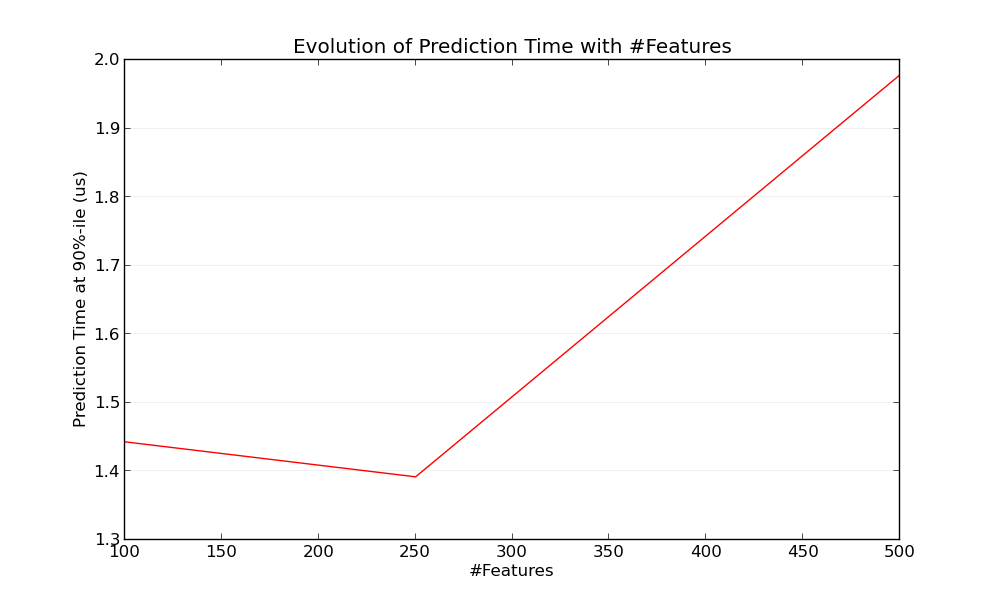 Evolution of Prediction Time with #Features
Prediction Time at 90%-ile (us)
2.0
1.9
1.8
1.7
1.6
1.5
1.4
1.3
100 150 200 250 300 350 400 450 500
#Features